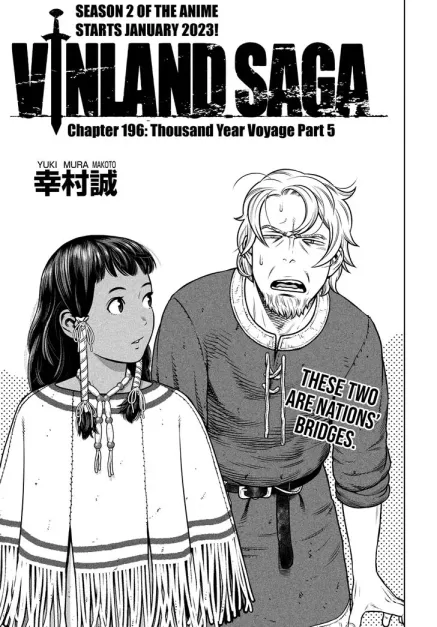 SEASON 2 OF THE ANIME
STARTS JANUARY 2023!
VINLAND SAGA
Chapter 196: Thousand Year Voyage Part 5
YUKI MURA MAKOTO
幸村誠
THESE TWO
ARE NATIONS'
BRIDGES.